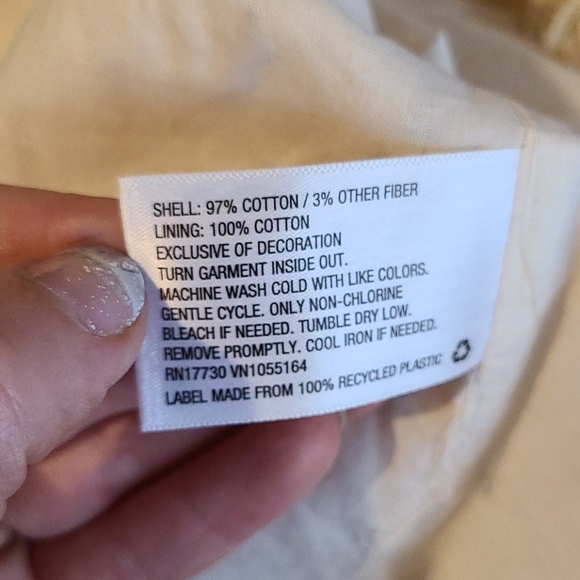 SHELL: 97% COTTON / 3% OTHER FIBER
LINING: 100% COTTON
EXCLUSIVE OF DECORATION
TURN GARMENT INSIDE OUT.
MACHINE WASH COLD WITH LIKE COLORS.
GENTLE CYCLE. ONLY NON-CHLORINE
BLEACH IF NEEDED. TUMBLE DRY LOW.
REMOVE PROMPTLY. COOL IRON IF NEEDED.
RN17730 VN1055164
LABEL MADE FROM 100% RECYCLED PLASTIC